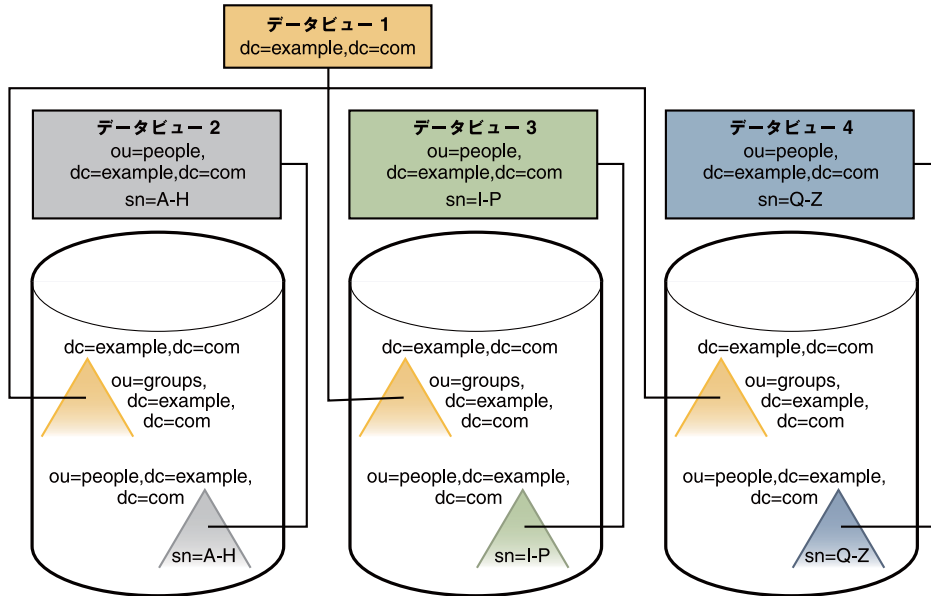 データビュー 1
dc=example,dc=com
データビュー 2
ou=people,
dc=example,dc=com
sn=A-H
データビュー 3
ou=people,
dc=example,dc=com
sn=I-P
データビュー 4
ou=people,
dc=example,dc=com
sn=Q-Z
dc=example,dc=com
ou=groups,
dc=example,
dc=com
ou=people,dc=example,
dc=com
sn=A-H
dc=example,dc=com
ou=groups,
dc=example,
dc=com
ou=people,dc=example,
dc=com
sn=I-P
dc=example,dc=com
ou=groups,
dc=example,
dc=com
ou=people,dc=example,
dc=com
sn=Q-Z